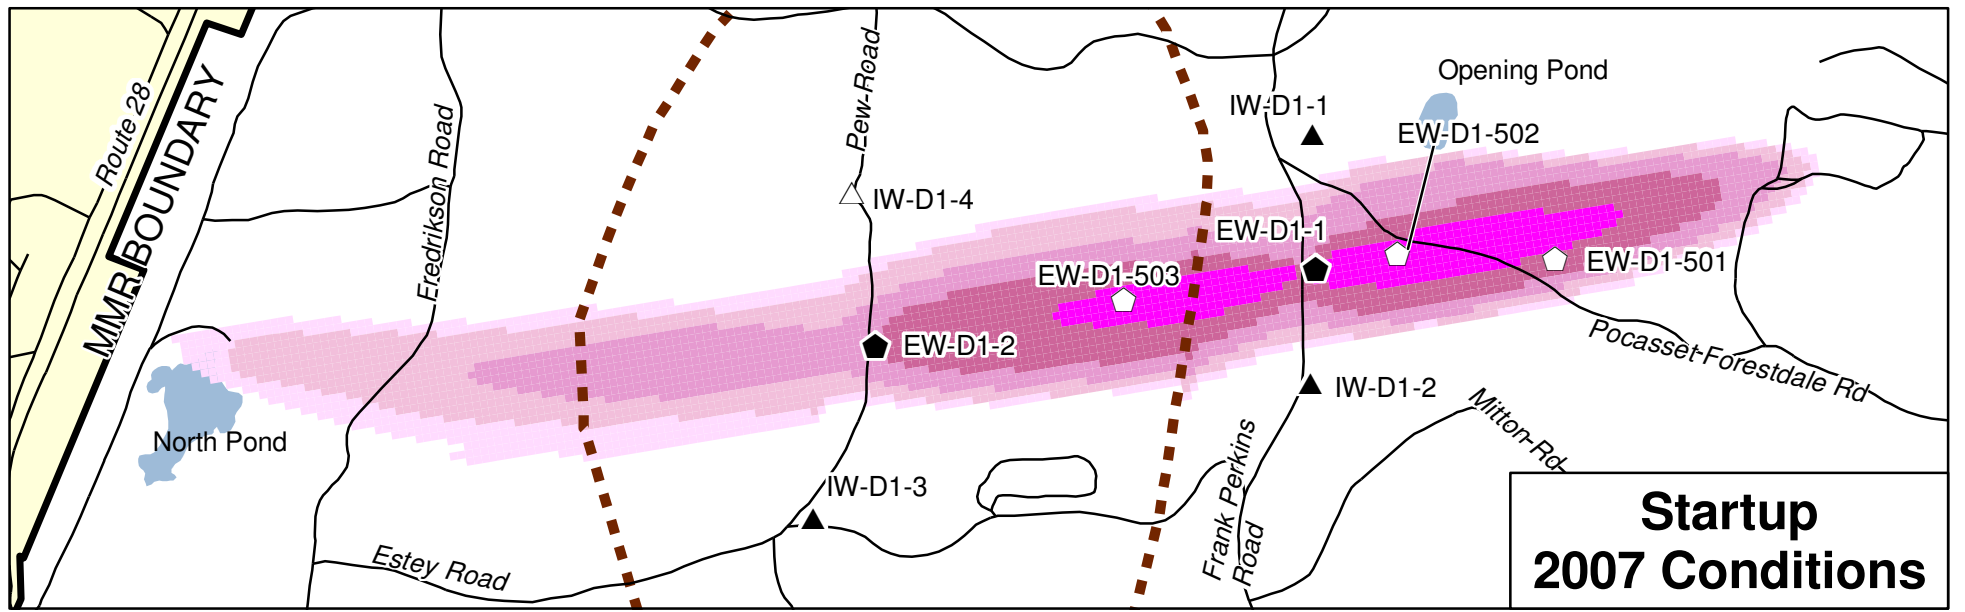 Route 28
MMR BOUNDARY
Fredrikson Road
Pew Road
Opening Pond
IW-D1-1
EW-D1-502
IW-D1-4
EW-D1-1
EW-D1-503
EW-D1-501
EW-D1-2
Pocasset-Forestdale Rd
IW-D1-2
Mitton Rd
North Pond
IW-D1-3
Frank Perkins
Road
Estey Road
Startup
2007 Conditions